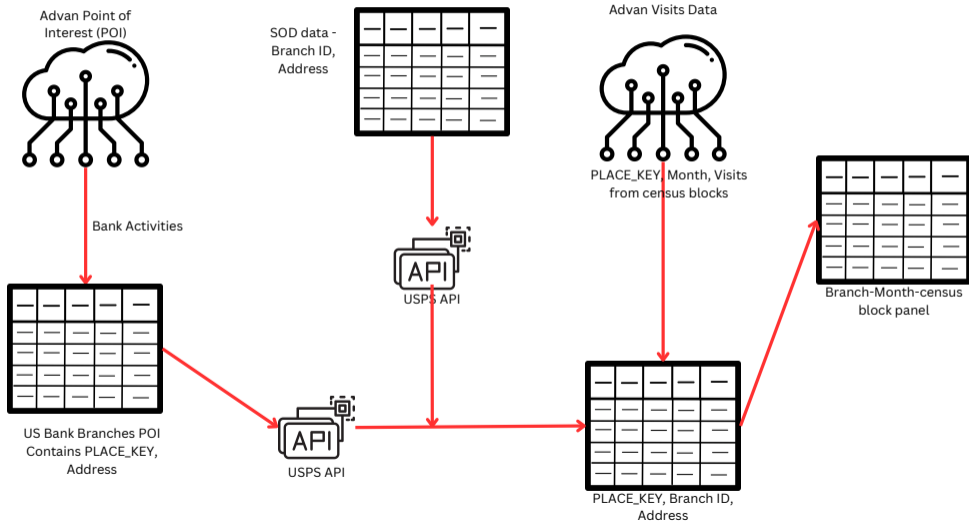 Advan Point of
Interest (POI)
SOD data -
Branch ID,
Address
Advan Visits Data
PLACE_KEY, Month, Visits
from census blocks
Bank Activities
API
USPS API
Branch-Month-census
block panel
US Bank Branches POI
Contains PLACE_KEY,
Address
API
USPS API
PLACE_KEY, Branch ID,
Address